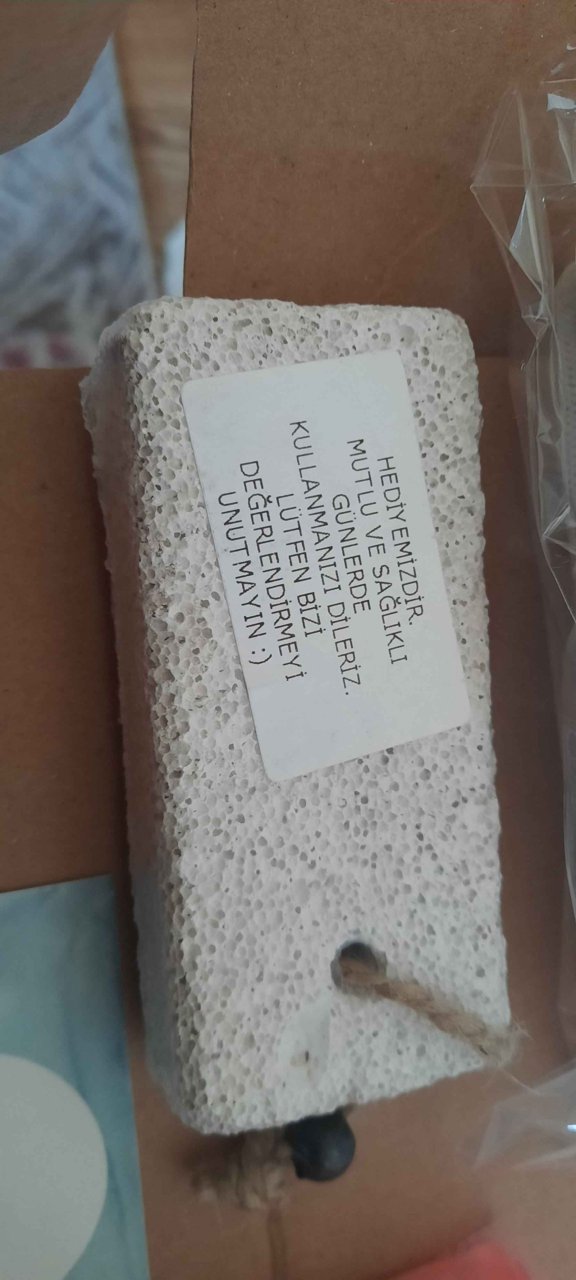 HEDİYEMİZDİR.
MUTLU VE SAĞLIKLI
GÜNLERDE
KULLANMANIZI DİLERİZ.
LÜTFEN BİZİ
DEĞERLENDİRMEYİ
UNUTMAYIN :)